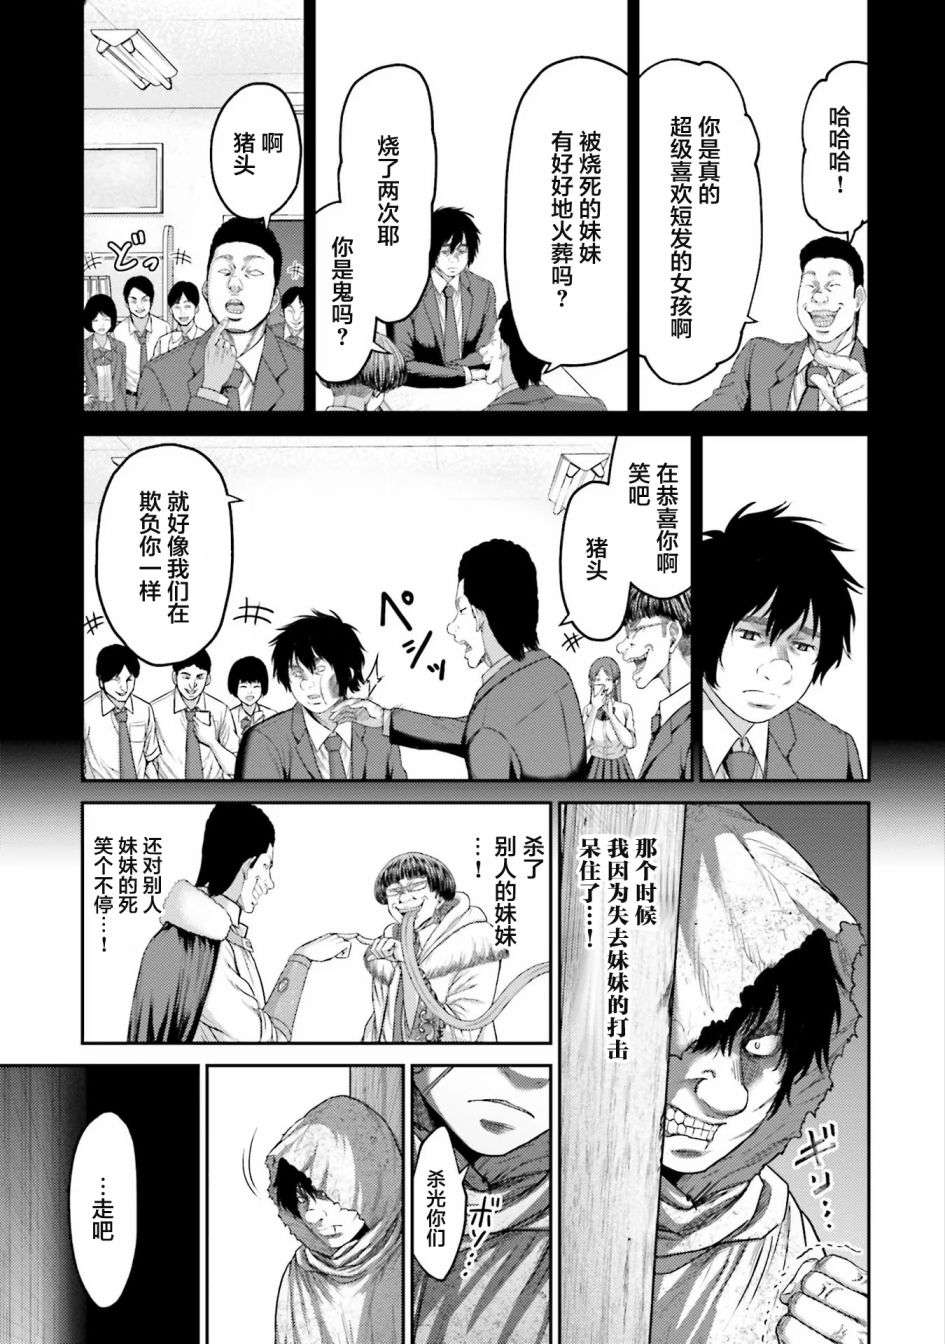 哈哈哈！
你是真的
超级喜欢短发的女孩啊
被烧死的妹妹
有好好地火葬吗？
烧了两次耶
你是鬼吗？
啊
猪头
どっ
在恭喜你啊
笑吧
猪头
ペシッ
就好像我们在
欺负你一样
那个时候
我因为失去妹妹的打击
呆住了…！
ギリ…
杀了
别人的妹妹
…！
还对别人
妹妹的死
笑个不停…！
杀光你们
ボソ…
…走吧